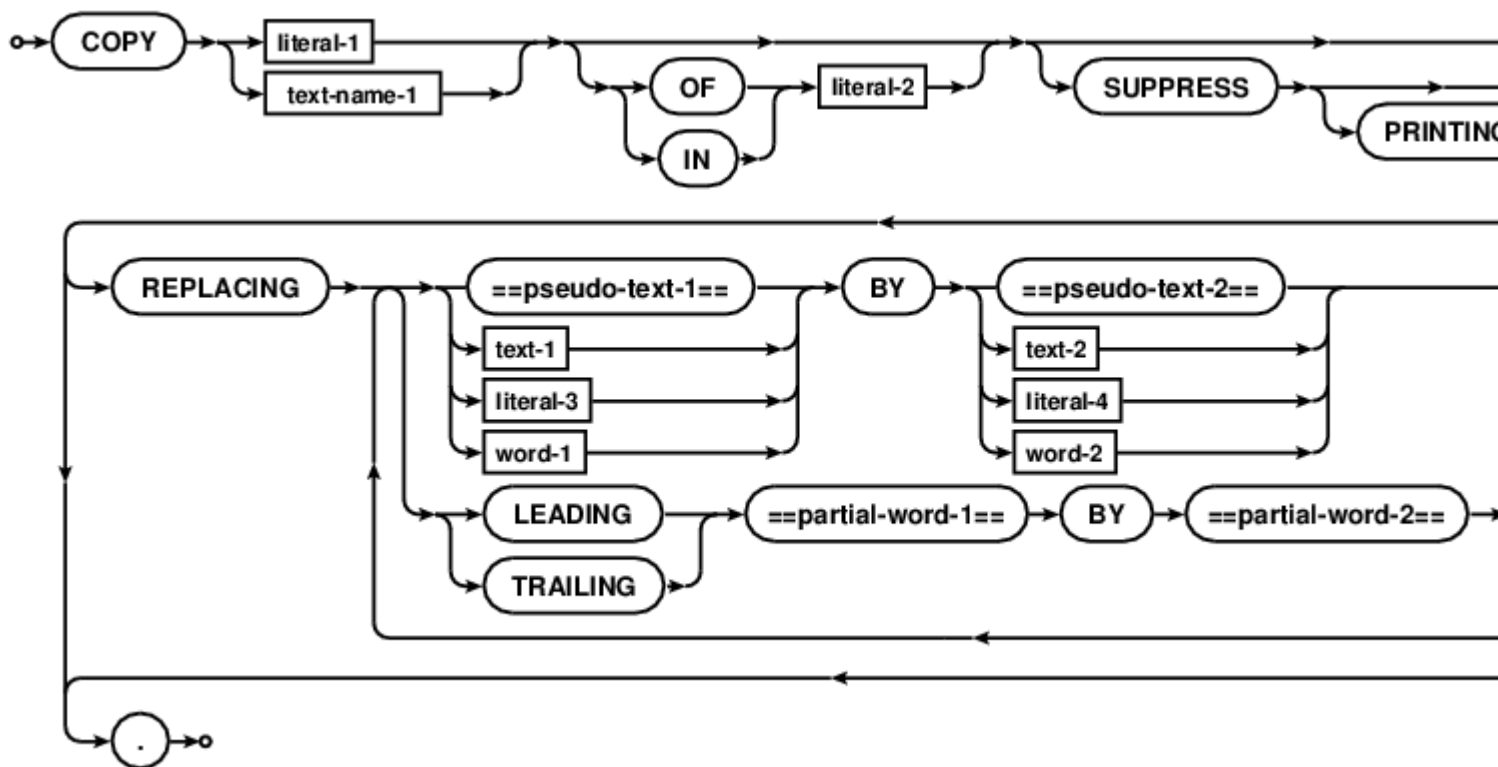 COPY literal-1 OF literal-2 SUPPRESS
text-name-1 IN PRINTING
REPLACING ==pseudo-text-1== BY ==pseudo-text-2==
text-1 text-2
literal-3 literal-4
word-1 word-2
LEADING ==partial-word-1== BY ==partial-word-2==
TRAILING
.